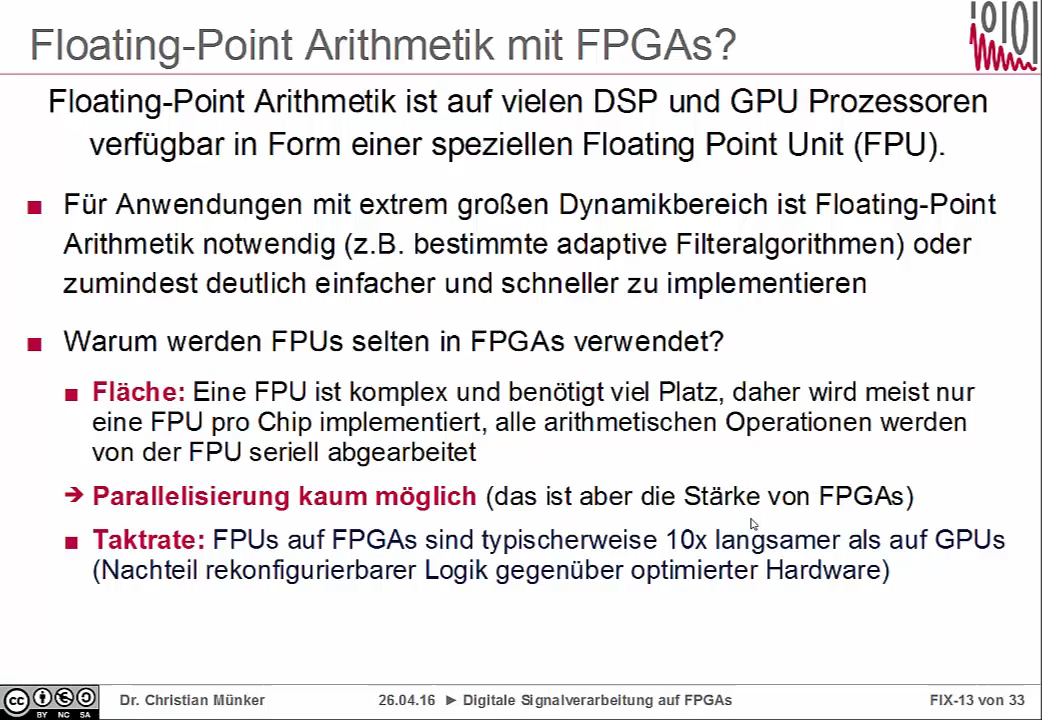 Floating-Point Arithmetik mit FPGAs?
Floating-Point Arithmetik ist auf vielen DSP und GPU Prozessoren
verfügbar in Form einer speziellen Floating Point Unit (FPU).
■ Für Anwendungen mit extrem großen Dynamikbereich ist Floating-Point
Arithmetik notwendig (z.B. bestimmte adaptive Filteralgorithmen) oder
zumindest deutlich einfacher und schneller zu implementieren
■ Warum werden FPUs selten in FPGAs verwendet?
■ Fläche: Eine FPU ist komplex und benötigt viel Platz, daher wird meist nur
eine FPU pro Chip implementiert, alle arithmetischen Operationen werden
von der FPU seriell abgearbeitet
➔ Parallelisierung kaum möglich (das ist aber die Stärke von FPGAs)
■ Taktrate: FPUs auf FPGAs sind typischerweise 10x langsamer als auf GPUs
(Nachteil rekonfigurierbarer Logik gegenüber optimierter Hardware)
cc BY NC SA
Dr. Christian Münker 26.04.16 ► Digitale Signalverarbeitung auf FPGAs FIX-13 von 33